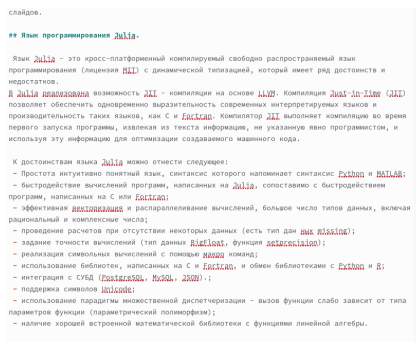 слайдов.
## Язык программирования Julia.
Язык Julia – это кросс-платформенный компилируемый свободно распространяемый язык
программирования (лицензия MIT) с динамической типизацией, который имеет ряд достоинств и
недостатков.
В Julia реализована возможность JIT – компиляции на основе LLVM. Компиляция Just-in-Time (JIT)
позволяет обеспечить одновременно выразительность современных интерпретируемых языков и
производительность таких языков, как C и Fortran. Компилятор JIT выполняет компиляцию во время
первого запуска программы, извлекая из текста информацию, не указанную явно программистом, и
используя эту информацию для оптимизации создаваемого машинного кода.
К достоинствам языка Julia можно отнести следующее:
– Простота интуитивно понятный язык, синтаксис которого напоминает синтаксис Python и MATLAB;
– быстродействие вычислений программ, написанных на Julia, сопоставимо с быстродействием
программ, написанных на C или Fortran;
– эффективная векторизация и распараллеливание вычислений, большое число типов данных, включая
рациональный и комплексные числа;
– проведение расчетов при отсутствии некоторых данных (есть тип дан ных missing);
– задание точности вычислений (тип данных BigFloat, функция setprecision);
– реализация символьных вычислений с помощью макро команд;
– использование библиотек, написанных на C и Fortran, и обмен библиотеками с Python и R;
– интеграция с СУБД (PostgreSQL, MySQL, JSON).;
– поддержка символов Unicode;
– использование парадигмы множественной диспетчеризации – вызов функции слабо зависит от типа
параметров функции (параметрический полиморфизм);
– наличие хорошей встроенной математической библиотеки с функциями линейной алгебры.